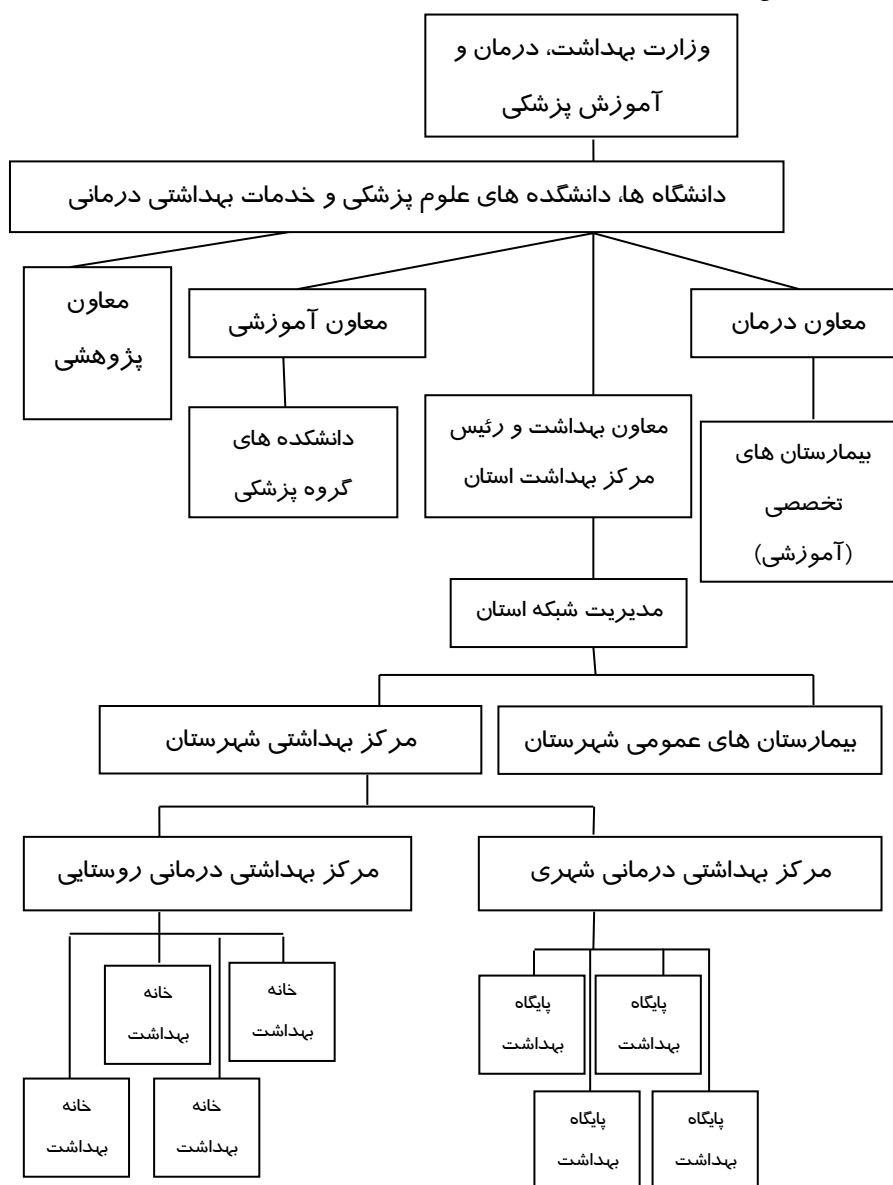 وزارت بهداشت، درمان و
آموزش پزشکی
دانشگاه ها، دانشگده های علوم پزشکی و خدمات بهداشتی درمانی
معاون درمان
معاون آموزشی
معاون
پژوهشی
بیمارستان های
تخصصی
(آموزشی)
معاون بهداشت و رئیس
مرکز بهداشت استان
دانشکده های
گروه پزشکی
مدیریت شبکه استان
بیمارستان های عمومی شهرستان
مرکز بهداشتی شهرستان
مرکز بهداشتی درمانی شهری
مرکز بهداشتی درمانی روستایی
پایگاه
بهداشت
پایگاه
بهداشت
پایگاه
بهداشت
پایگاه
بهداشت
خانه
بهداشت
خانه
بهداشت
خانه
بهداشت
خانه
بهداشت